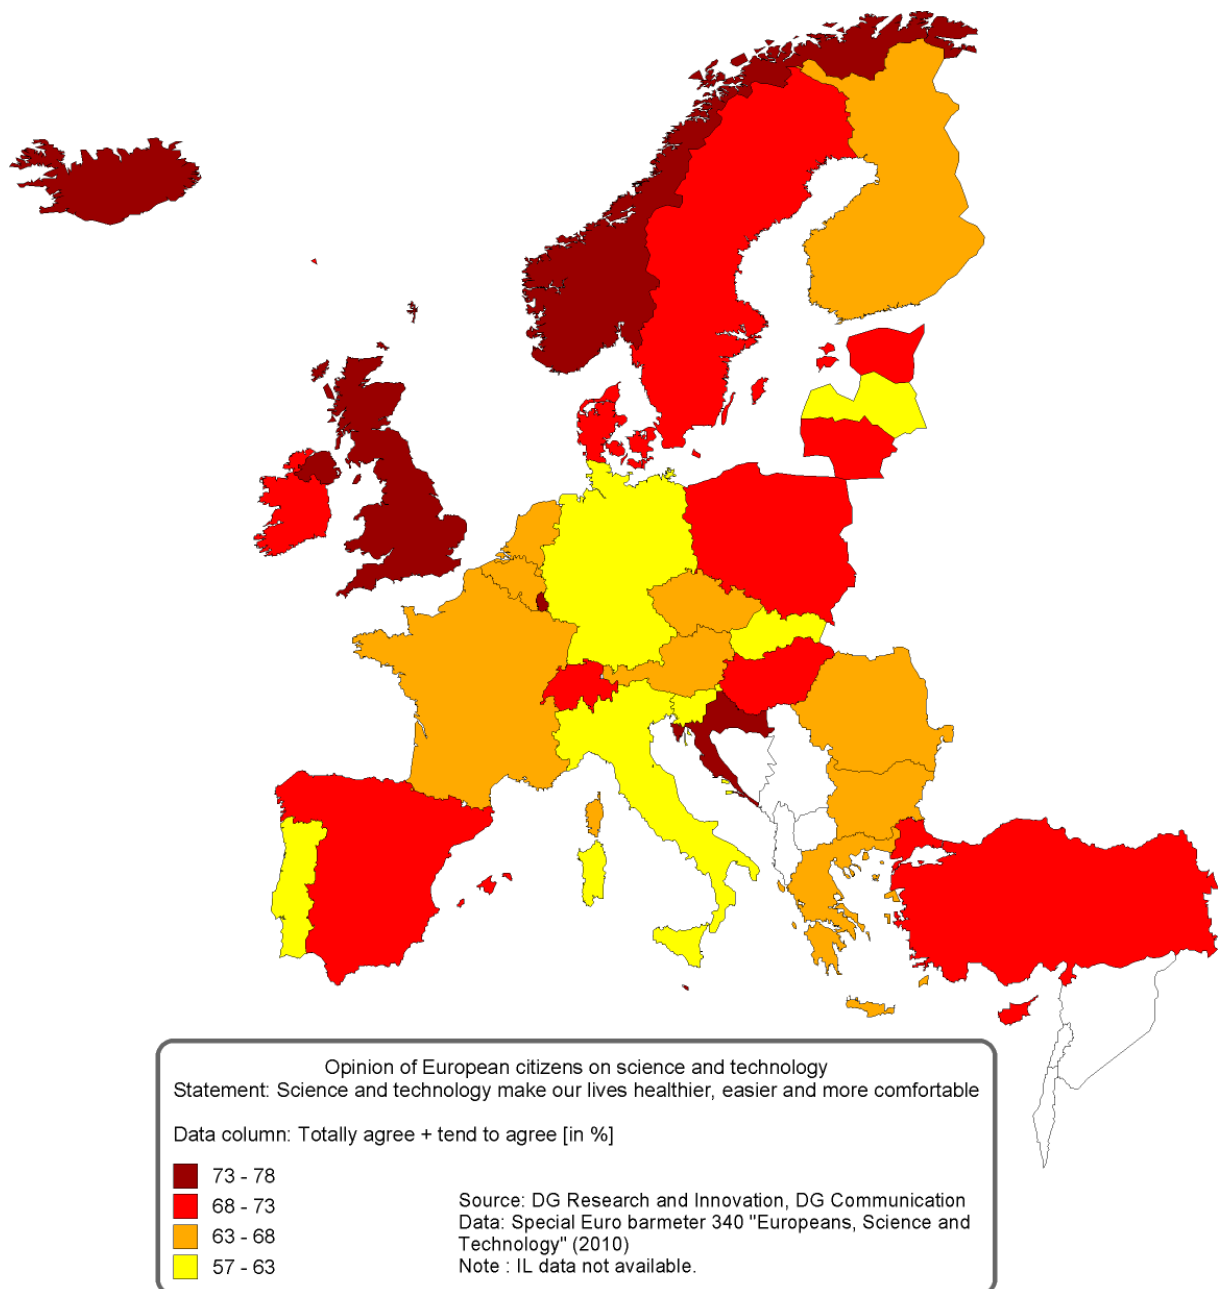 Opinion of European citizens on science and technology
Statement: Science and technology make our lives healthier, easier and more comfortable
Data column: Totally agree + tend to agree [in %]
73 - 78
68 - 73
63 - 68
57 - 63
Source: DG Research and Innovation, DG Communication
Data: Special Euro barmeter 340 "Europeans, Science and
Technology" (2010)
Note : IL data not available.